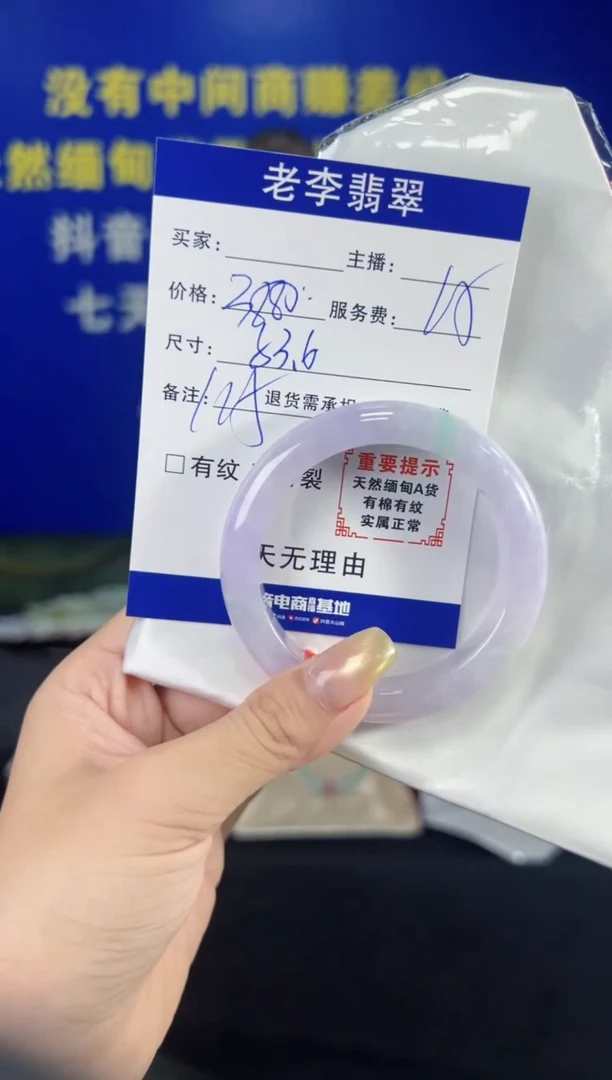 没有中间商赚差价
然缅甸
抖音
七天
老李翡翠
买家:
主播:
价格:
服务费:
尺寸: 53.6
备注:
退货需承担
□有纹
裂
重要提示
天然缅甸A货
有棉有纹
实属正常
天无理由
电商直播基地